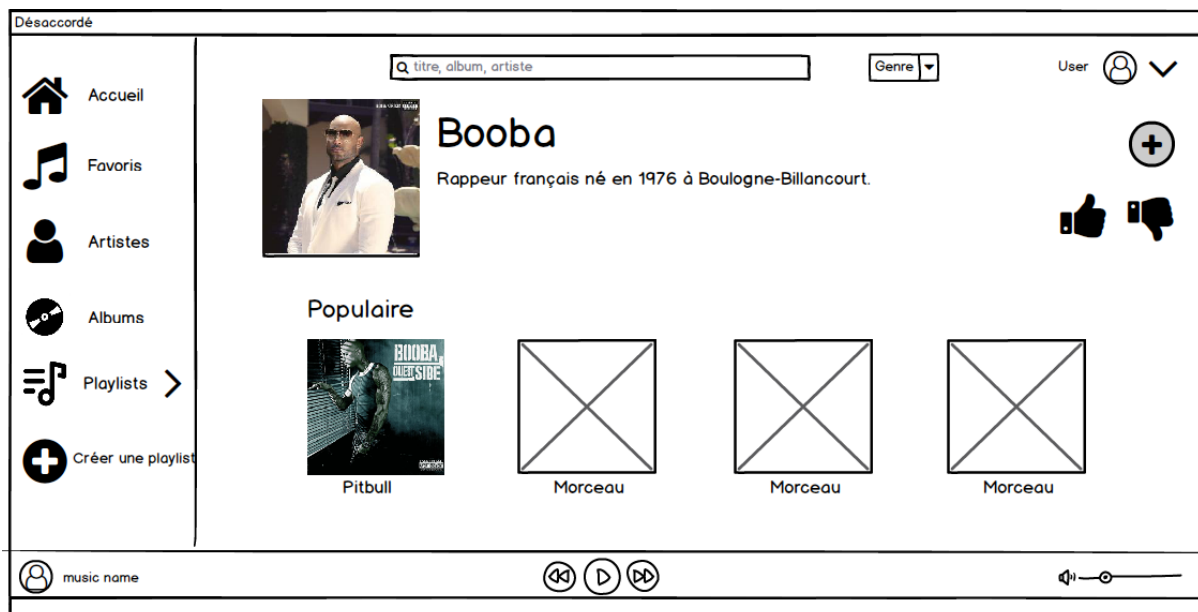 Désaccordé
titre, album, artiste
Genre
User
Accueil
Favoris
Artistes
Albums
Playlists
Créer une playlist
Booba
Rappeur français né en 1976 à Boulogne-Billancourt.
Populaire
BOOBA
OUEST SIDE
Pitbull
Morceau
Morceau
Morceau
music name